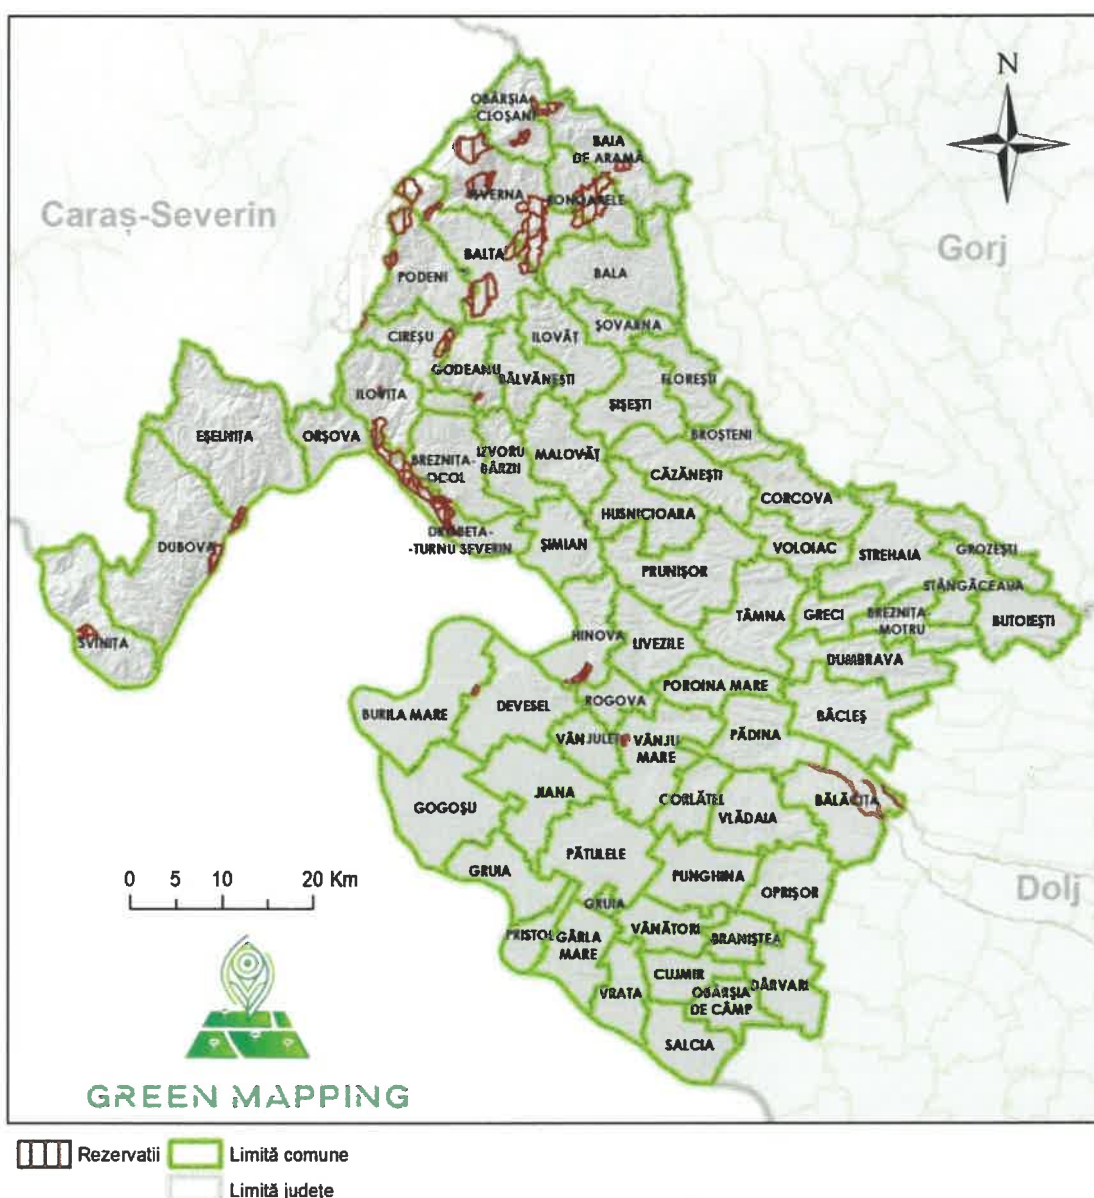 N
OBÂRȘIA-
CLOȘANI
BAIA
DE ARAMĂ
Caraș-Severin
Gorj
BALTA
BALA
PODENI
ȘOVARNA
CIREȘU
ILOVĂȚ
GODEANU
BÂLVĂNEȘTI
FLOREȘTI
ILOVIȚA
ȘIȘEȘTI
EȘELNIȚA
ORȘOVA
BROȘTENI
IZVORU
BÂRZII
MALOVĂȚ
BREZNIȚA-
OCOL
CĂZĂNEȘTI
CORCOVA
HUSNICIOARA
DROBETA-
-TURNU SEVERIN
ȘIMIAN
DUBOVA
VOLOIAC
STREHAIA
GROZEȘTI
PRUNIȘOR
STÂNGĂCEAUA
TÂMNA
GRECI
BREZNIȚA-
MOTRU
BUTOIEȘTI
SVINIȚA
HINOVA
LIVEZILE
DUMBRAVA
POROINA MARE
ROGOVA
DEVESEL
BURILA MARE
BÂCLEȘ
PĂDINA
VÂNJULEȚ
VÂNJU
MARE
JIANA
CORLĂȚEL
BĂLĂCIȚA
GOGOȘU
VLĂDAIA
PĂTULELE
GRUIA
PUNGHINA
OPRIȘOR
0 5 10 20 Km
Dolj
GRUIA
VÂNĂTORI
PRISTOL
GÂRLA
MARE
BRANIȘTEA
CUJMIR
DÂRVARI
VRATA
OBÂRȘIA
DE CÂMP
SALCIA
GREEN MAPPING
Rezervatii
Limită comune
Limită județe